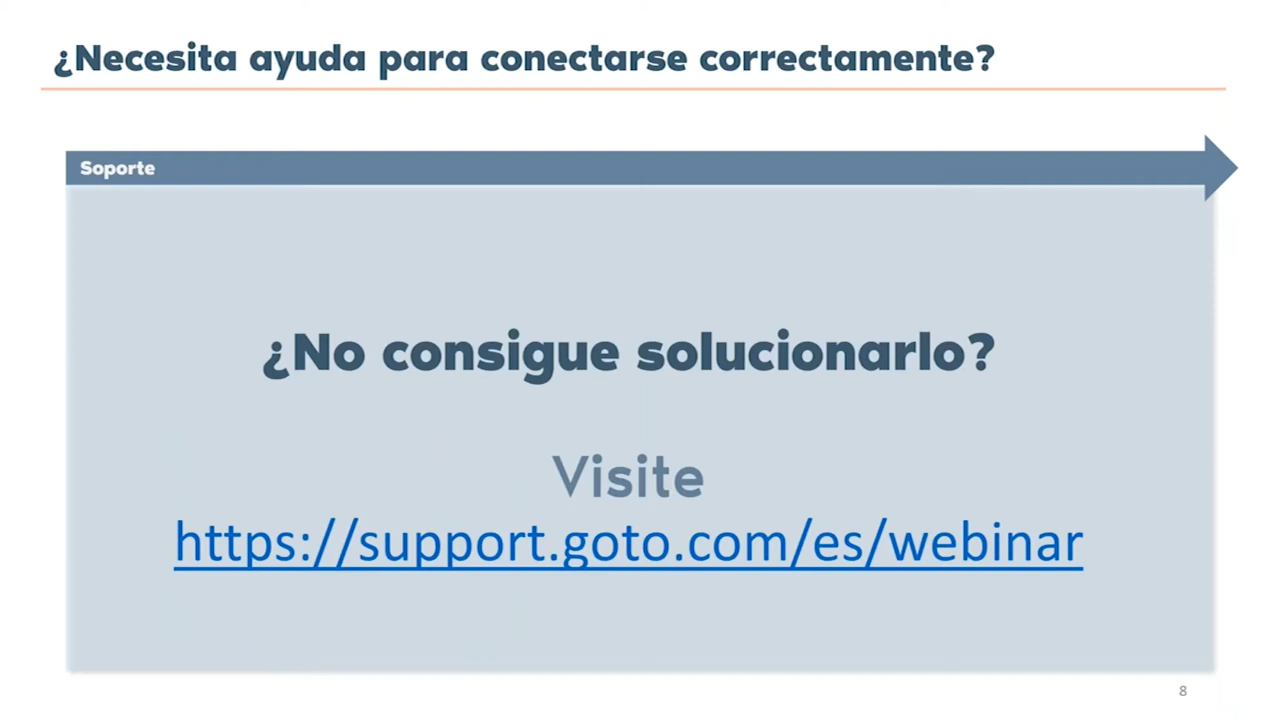 ¿Necesita ayuda para conectarse correctamente?
Soporte
¿No consigue solucionarlo?
Visite
https://support.goto.com/es/webinar
8